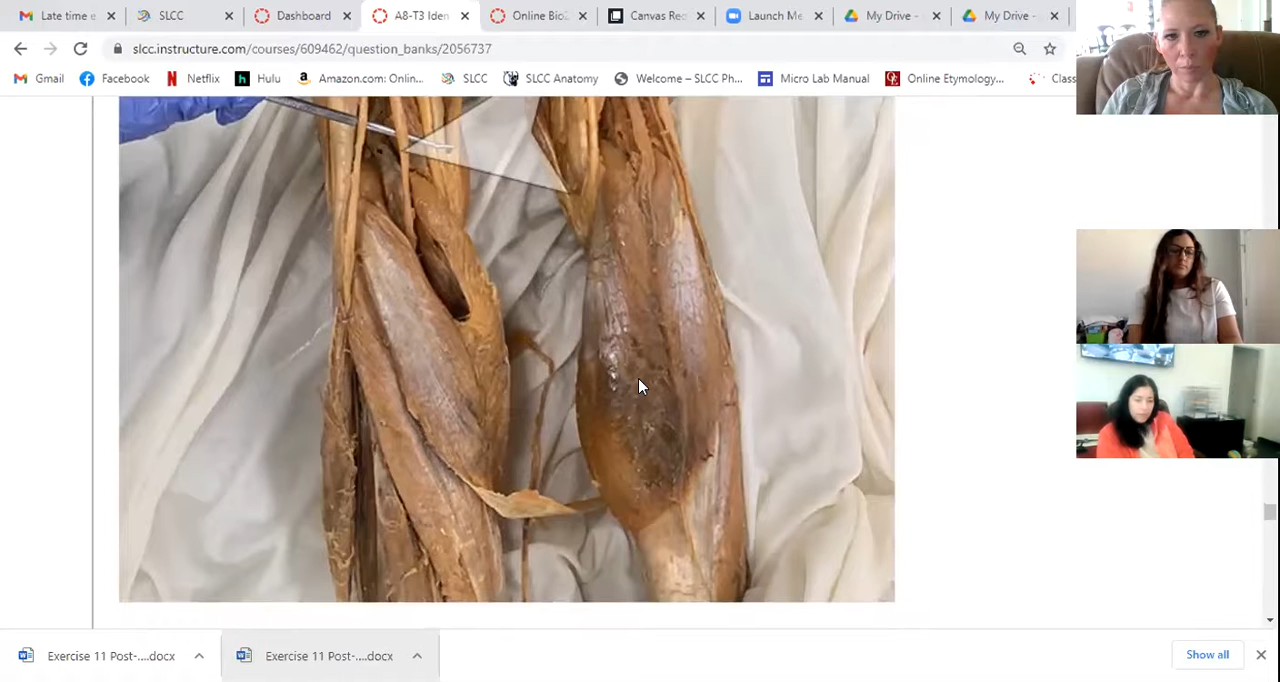 Late time e
SLCC
Dashboard
A8-T3 Iden
Online Bio
Canvas Re
Launch Me
My Drive -
My Drive -
slcc.instructure.com/courses/609462/question_banks/2056737
Gmail
Facebook
Netflix
Hulu
Amazon.com: Onlin...
SLCC
SLCC Anatomy
Welcome – SLCC Ph...
Micro Lab Manual
Online Etymology...
Class
Exercise 11 Post-....docx
Exercise 11 Post-....docx
Show all